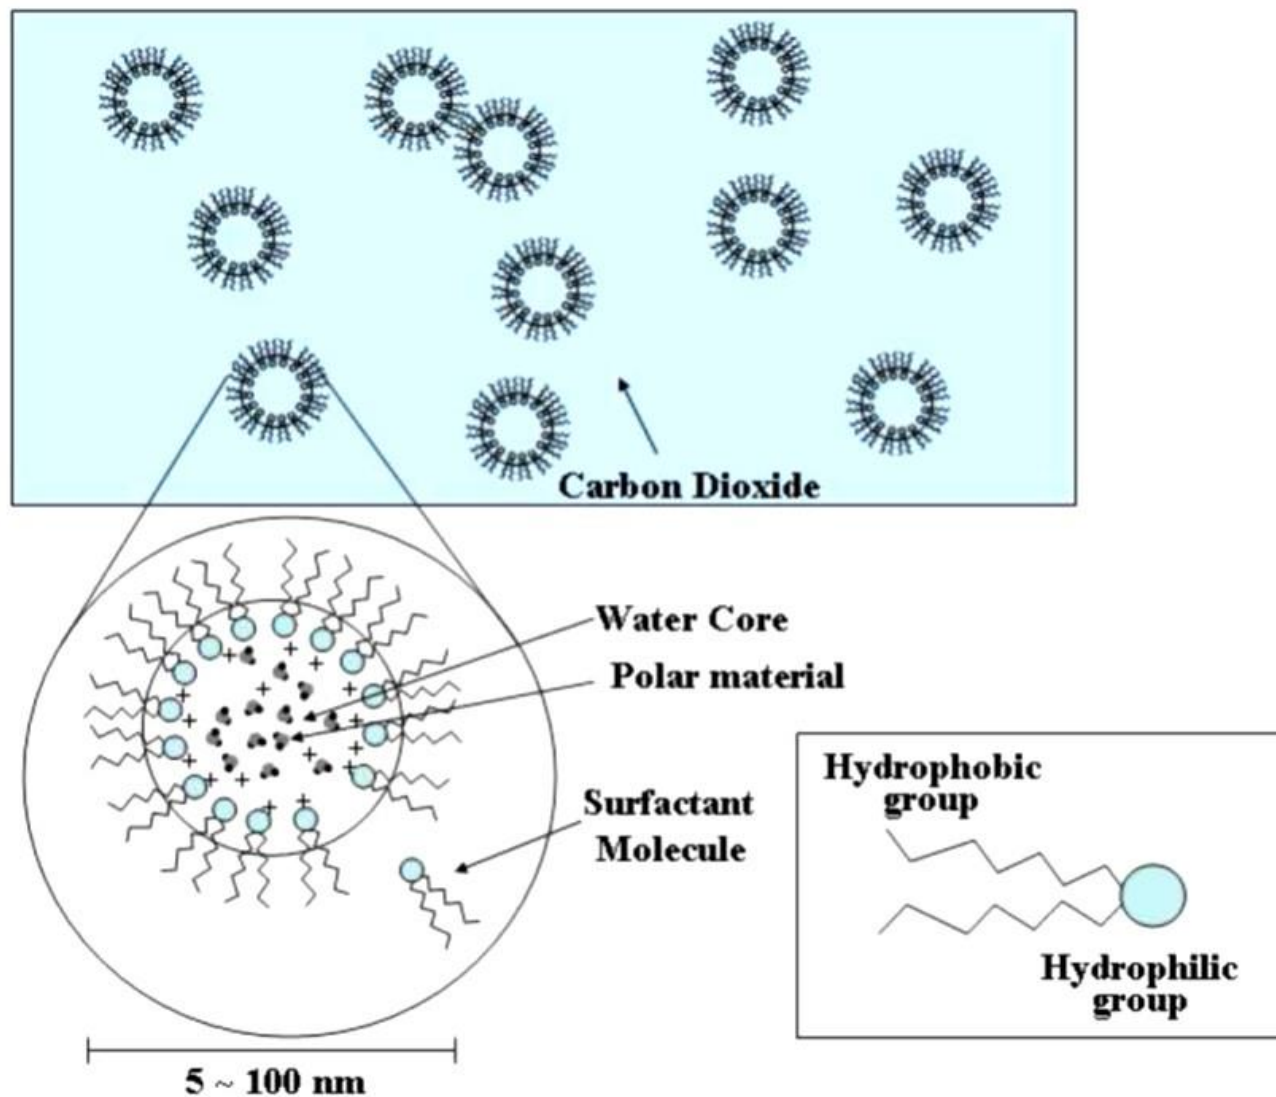 Carbon Dioxide
Water Core
Polar material
Surfactant
Molecule
Hydrophobic
group
Hydrophilic
group
5 ~ 100 nm